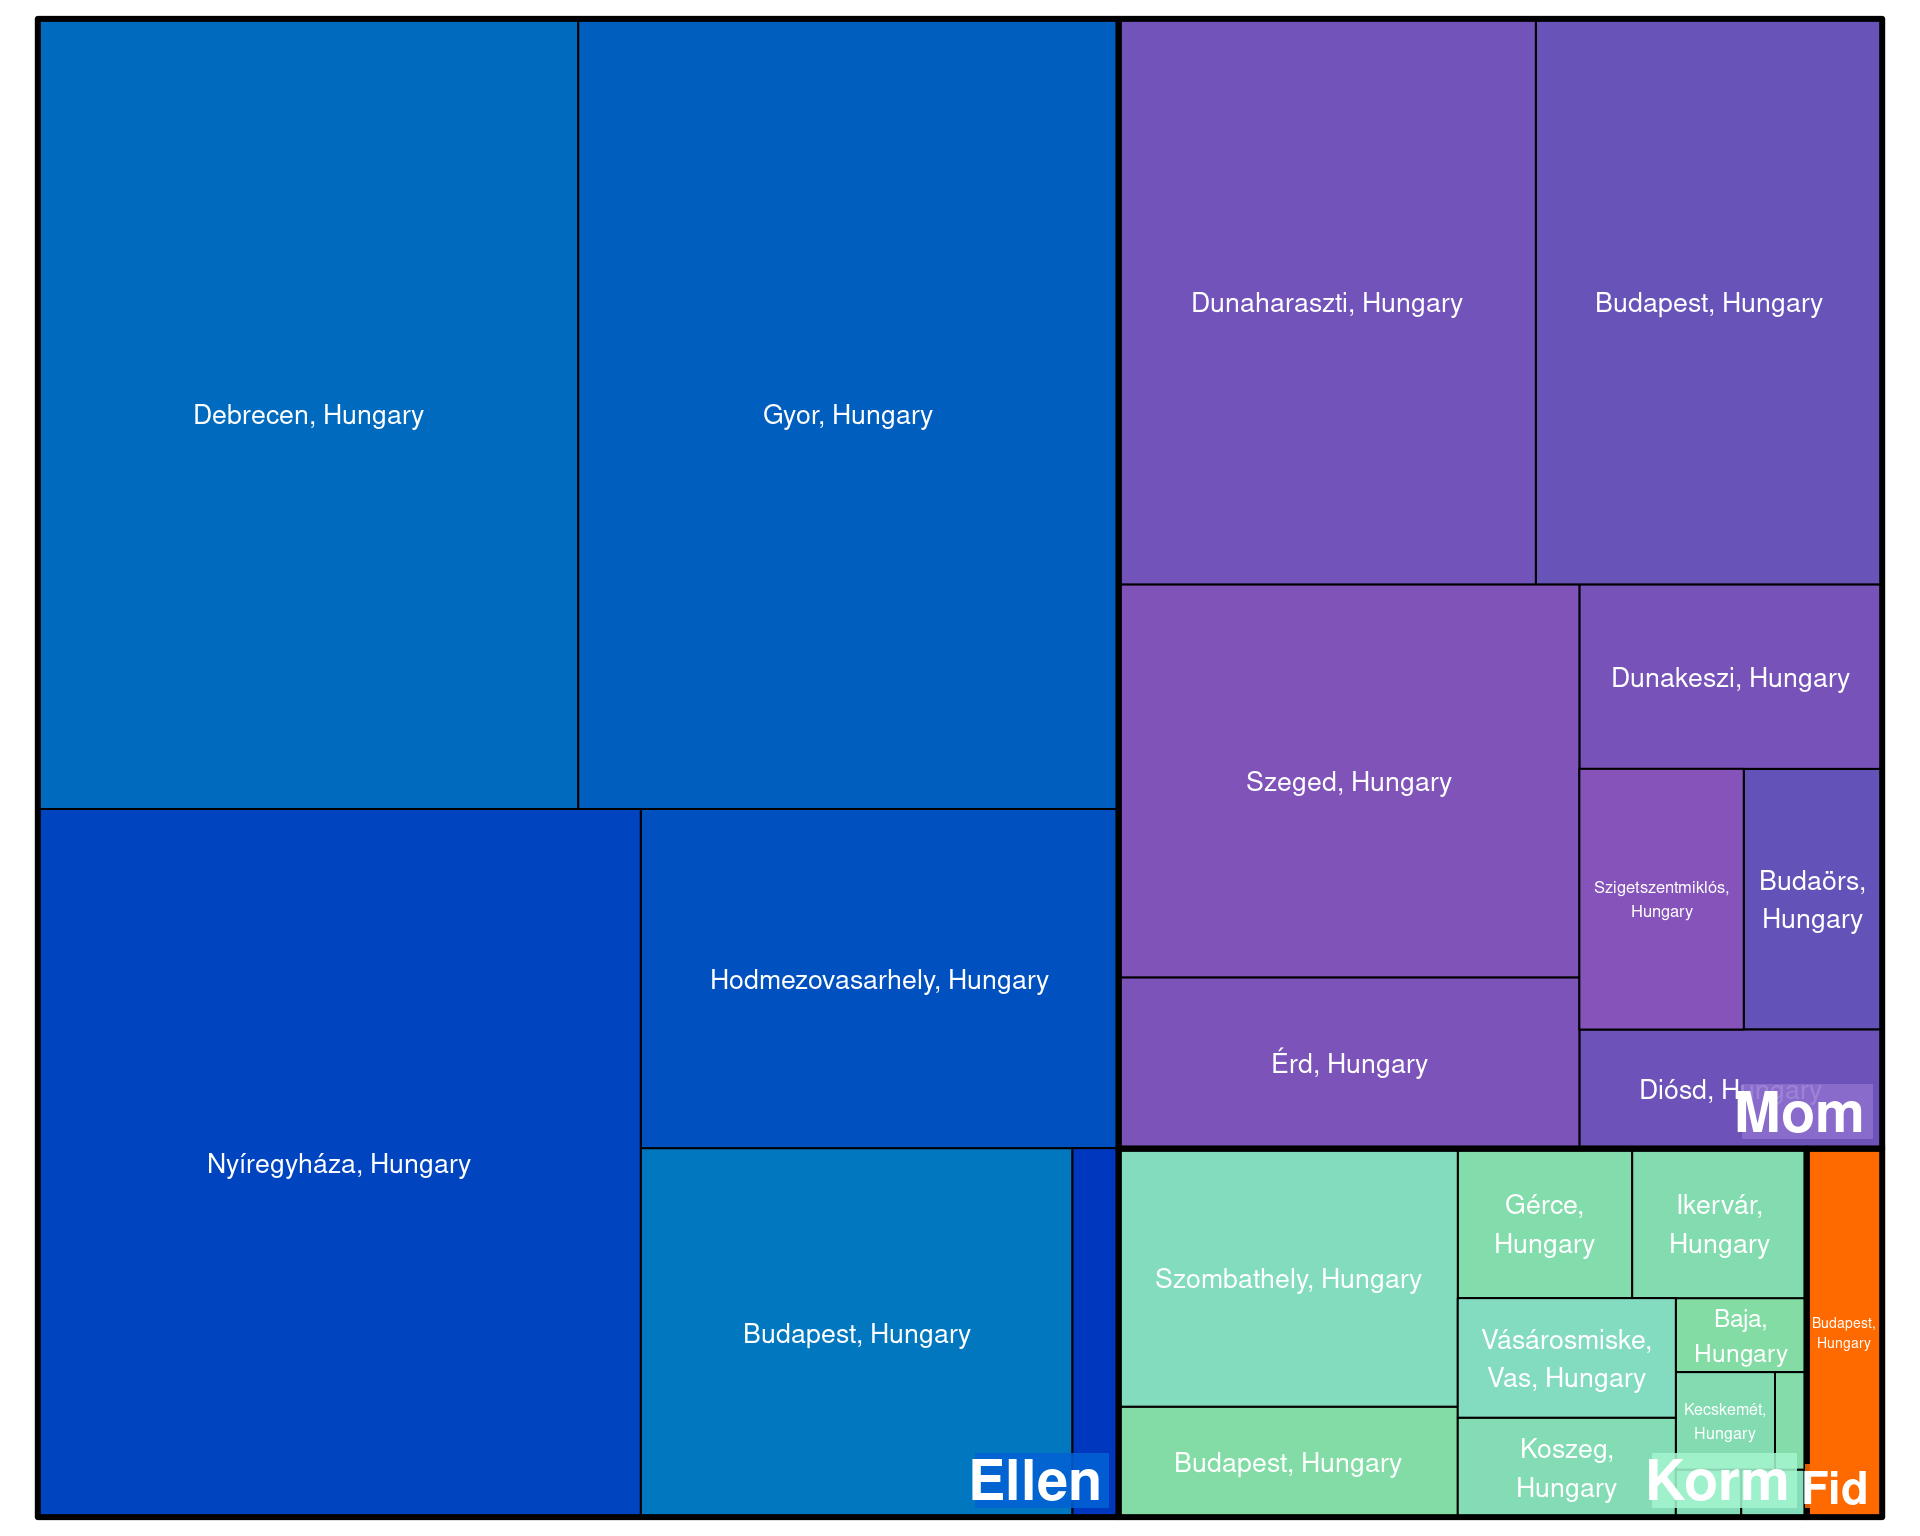 Debrecen, Hungary
Gyor, Hungary
Nyíregyháza, Hungary
Hodmezovasarhely, Hungary
Budapest, Hungary
Ellen
Dunaharaszti, Hungary
Budapest, Hungary
Szeged, Hungary
Dunakeszi, Hungary
Szigetszentmiklós,
Hungary
Budaörs,
Hungary
Érd, Hungary
Diósd, Hungary
Mom
Szombathely, Hungary
Budapest, Hungary
Gérce,
Hungary
Ikervár,
Hungary
Vásárosmiske,
Vas, Hungary
Baja,
Hungary
Kecskemét,
Hungary
Koszeg,
Hungary
Korm
Budapest,
Hungary
Fid